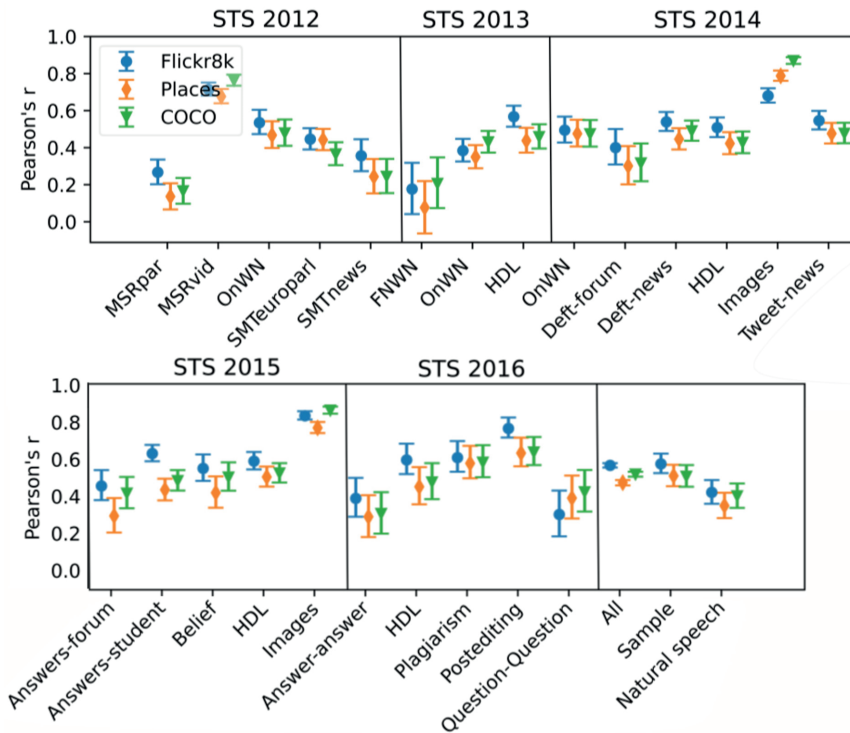 STS 2012 STS 2013 STS 2014
Pearson's r
1.0
0.8
0.6
0.4
0.2
0.0
Flickr8k
Places
COCO
MSRpar
MSRvid
OnWN
SMTeuroparl
SMTnews
FNWN
OnWN
HDL
OnWN
Deft-forum
Deft-news
HDL
Images
Tweet-news
STS 2015 STS 2016
Pearson's r
1.0
0.8
0.6
0.4
0.2
0.0
Answers-forum
Answers-student
Belief
HDL
Images
Answer-answer
HDL
Plagiarism
Postediting
Question-Question
All
Sample
Natural speech